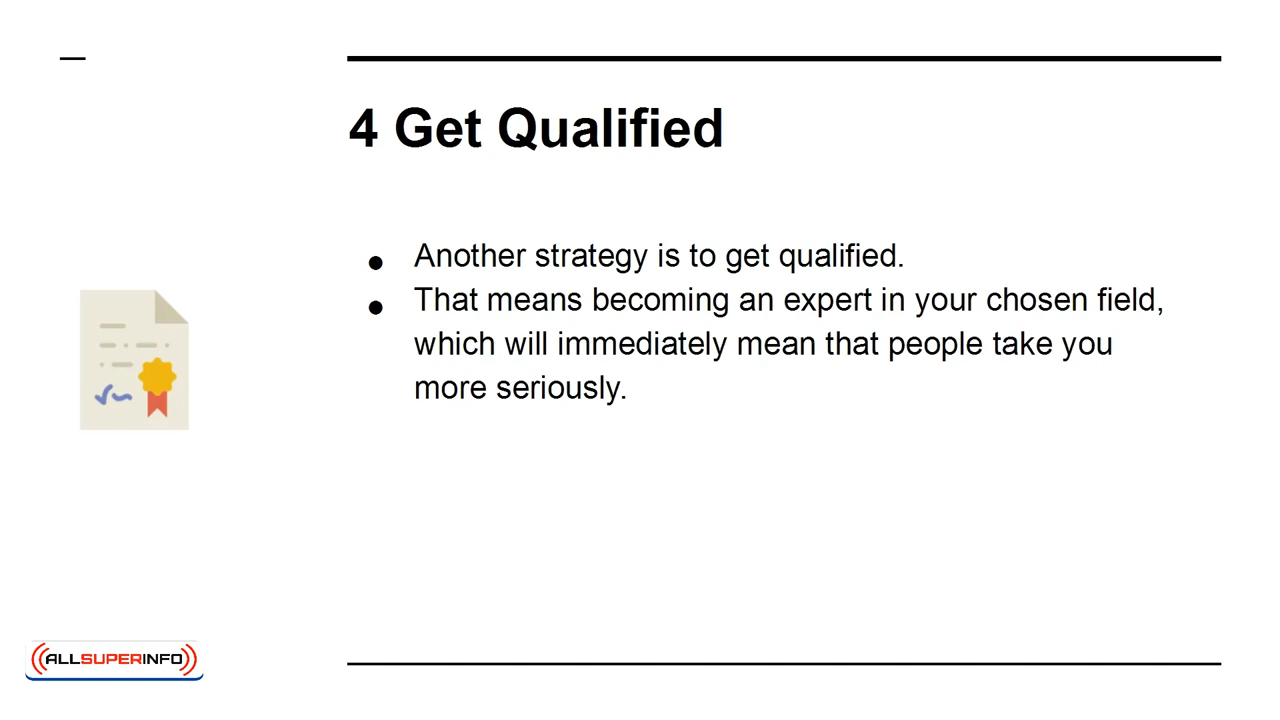 4 Get Qualified
● Another strategy is to get qualified.
● That means becoming an expert in your chosen field,
which will immediately mean that people take you
more seriously.
ALLSUPERINFO